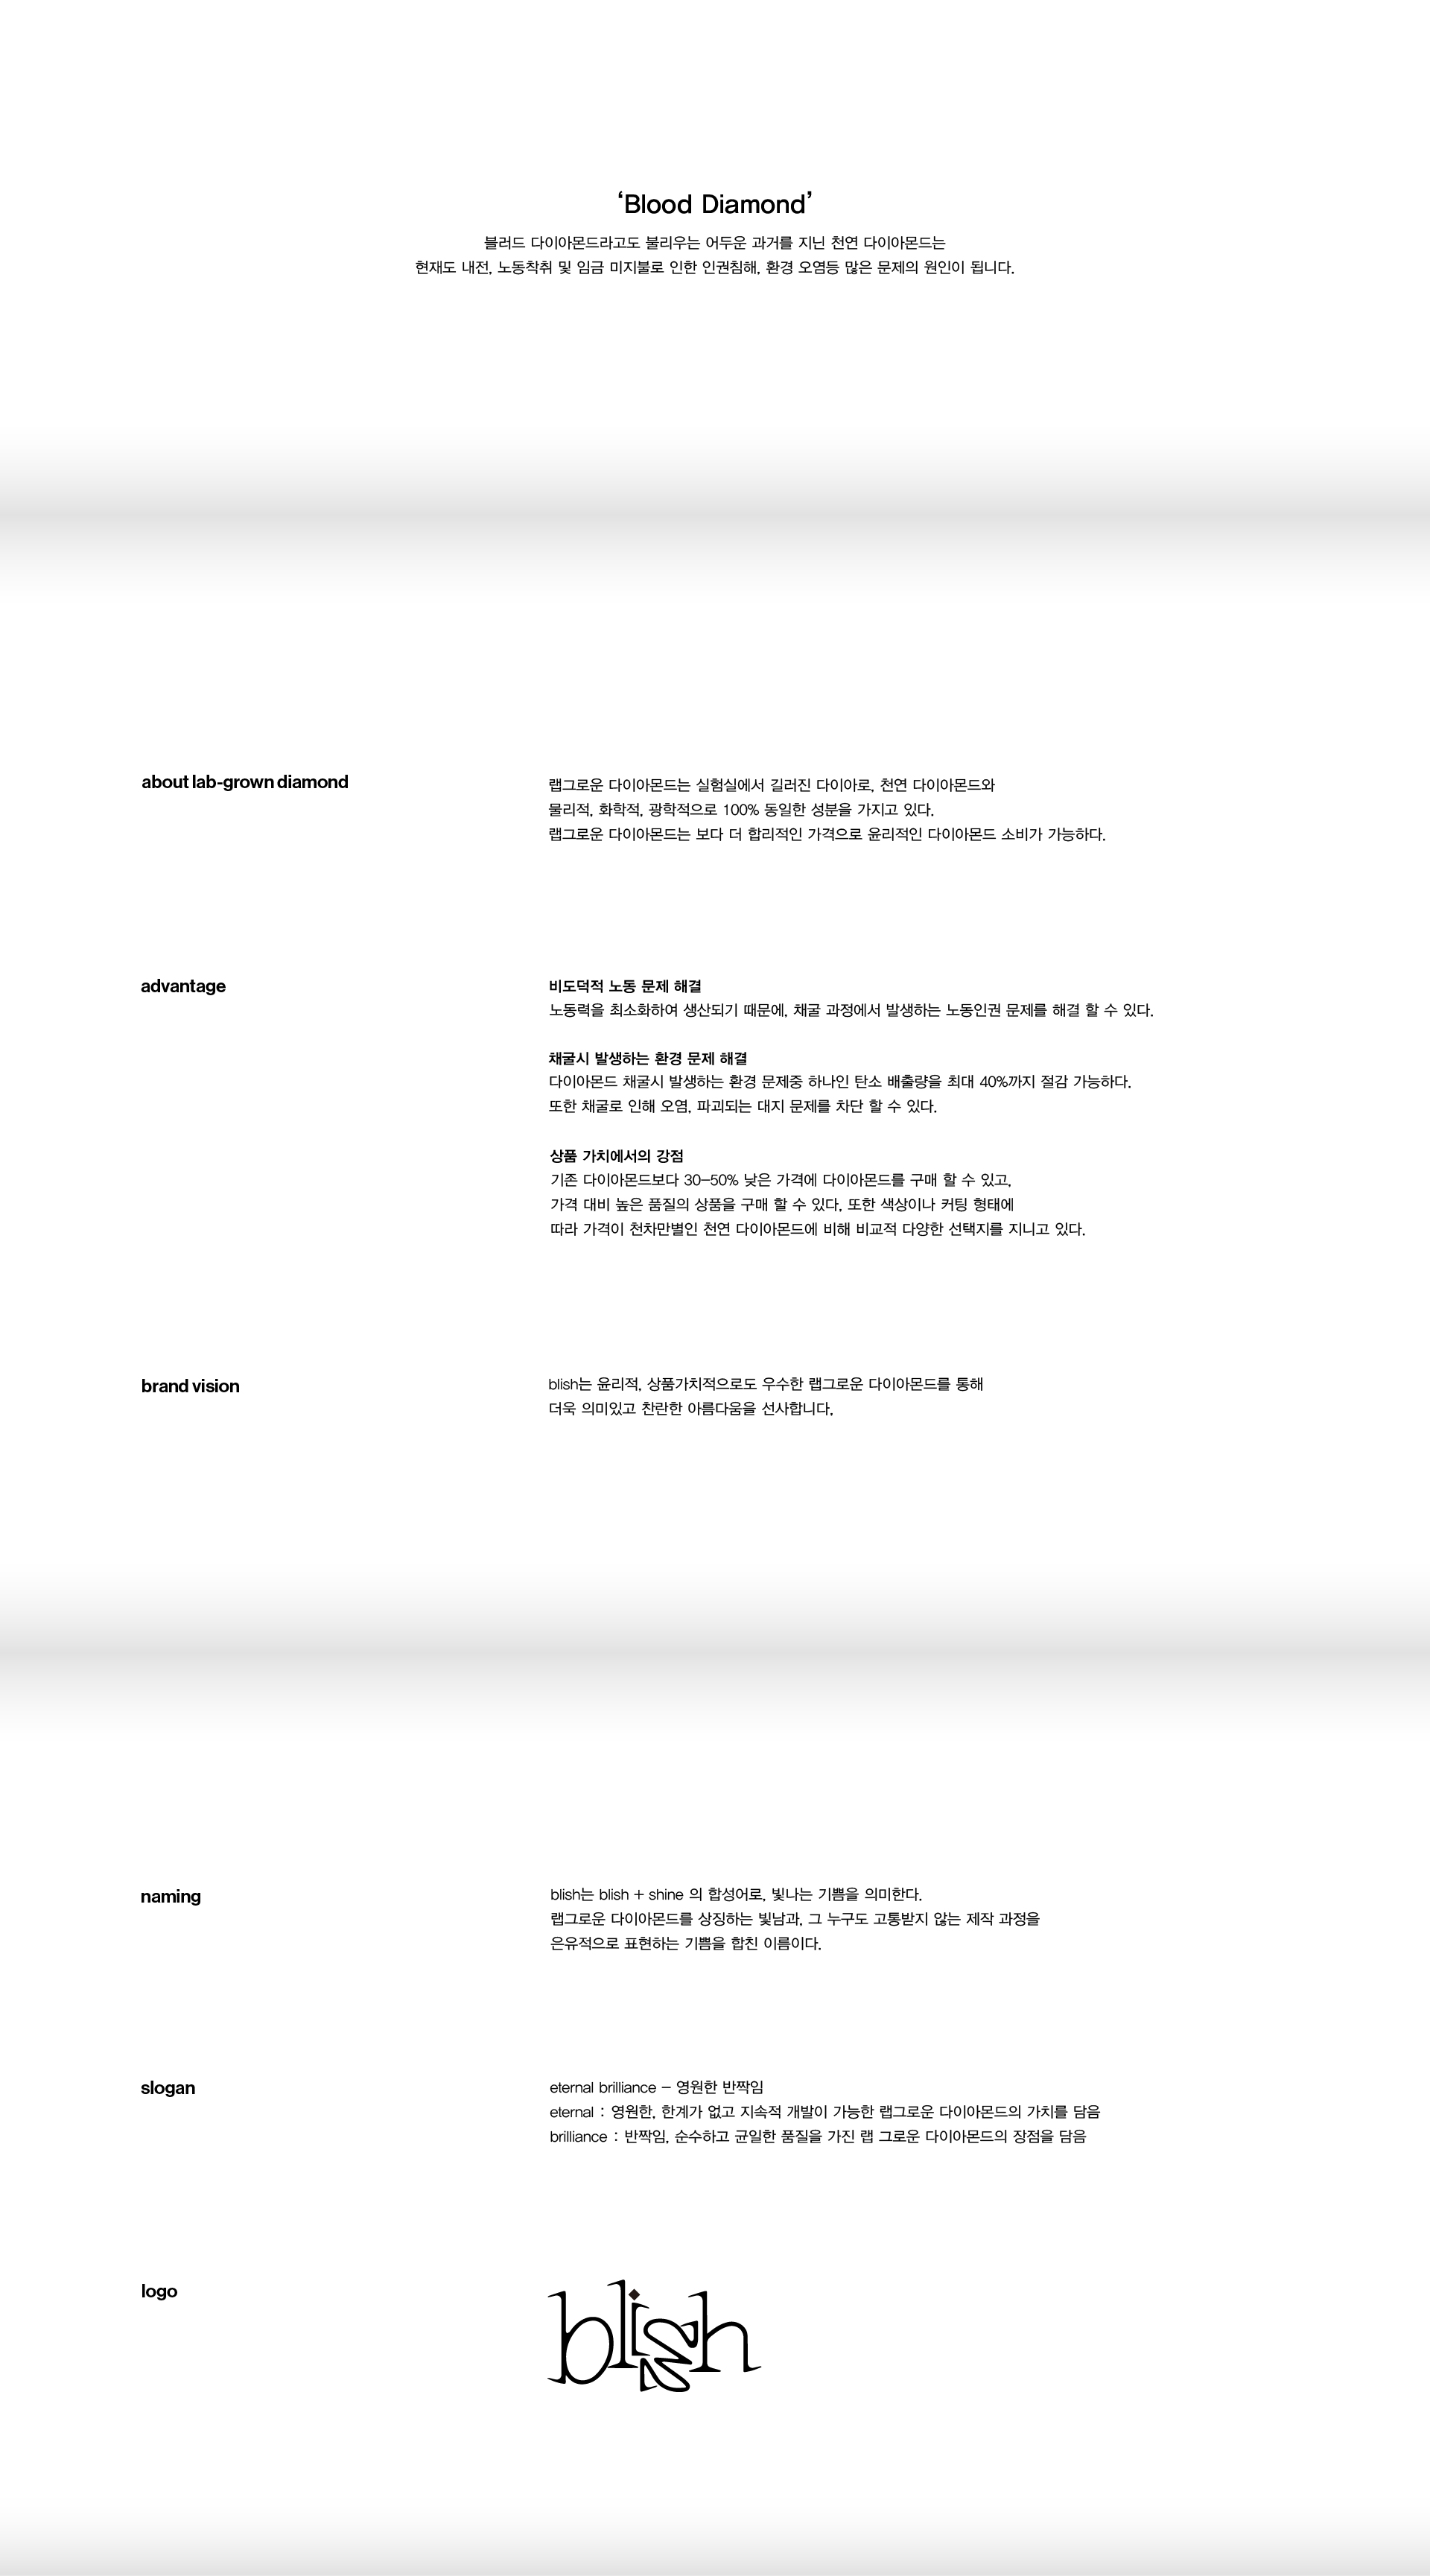 ‘Blood Diamond’
블러드 다이아몬드라고도 불리우는 어두운 과거를 지닌 천연 다이아몬드는
현재도 내전, 노동착취 및 임금 미지불로 인한 인권침해, 환경 오염등 많은 문제의 원인이 됩니다.
about lab-grown diamond
랩그로운 다이아몬드는 실험실에서 길러진 다이아로, 천연 다이아몬드와
물리적, 화학적, 광학적으로 100% 동일한 성분을 가지고 있다.
랩그로운 다이아몬드는 보다 더 합리적인 가격으로 윤리적인 다이아몬드 소비가 가능하다.
advantage
비도덕적 노동 문제 해결
노동력을 최소화하여 생산되기 때문에, 채굴 과정에서 발생하는 노동인권 문제를 해결 할 수 있다.
채굴시 발생하는 환경 문제 해결
다이아몬드 채굴시 발생하는 환경 문제중 하나인 탄소 배출량을 최대 40%까지 절감 가능하다.
또한 채굴로 인해 오염, 파괴되는 대지 문제를 차단 할 수 있다.
상품 가치에서의 강점
기존 다이아몬드보다 30-50% 낮은 가격에 다이아몬드를 구매 할 수 있고,
가격 대비 높은 품질의 상품을 구매 할 수 있다. 또한 색상이나 커팅 형태에
따라 가격이 천차만별인 천연 다이아몬드에 비해 비교적 다양한 선택지를 지니고 있다.
brand vision
blish는 윤리적, 상품가치적으로도 우수한 랩그로운 다이아몬드를 통해
더욱 의미있고 찬란한 아름다움을 선사합니다.
naming
blish는 blish + shine 의 합성어로, 빛나는 기쁨을 의미한다.
랩그로운 다이아몬드를 상징하는 빛남과, 그 누구도 고통받지 않는 제작 과정을
은유적으로 표현하는 기쁨을 합친 이름이다.
slogan
eternal brilliance - 영원한 반짝임
eternal : 영원한, 한계가 없고 지속적 개발이 가능한 랩그로운 다이아몬드의 가치를 담음
brilliance : 반짝임, 순수하고 균일한 품질을 가진 랩 그로운 다이아몬드의 장점을 담음
logo
blish